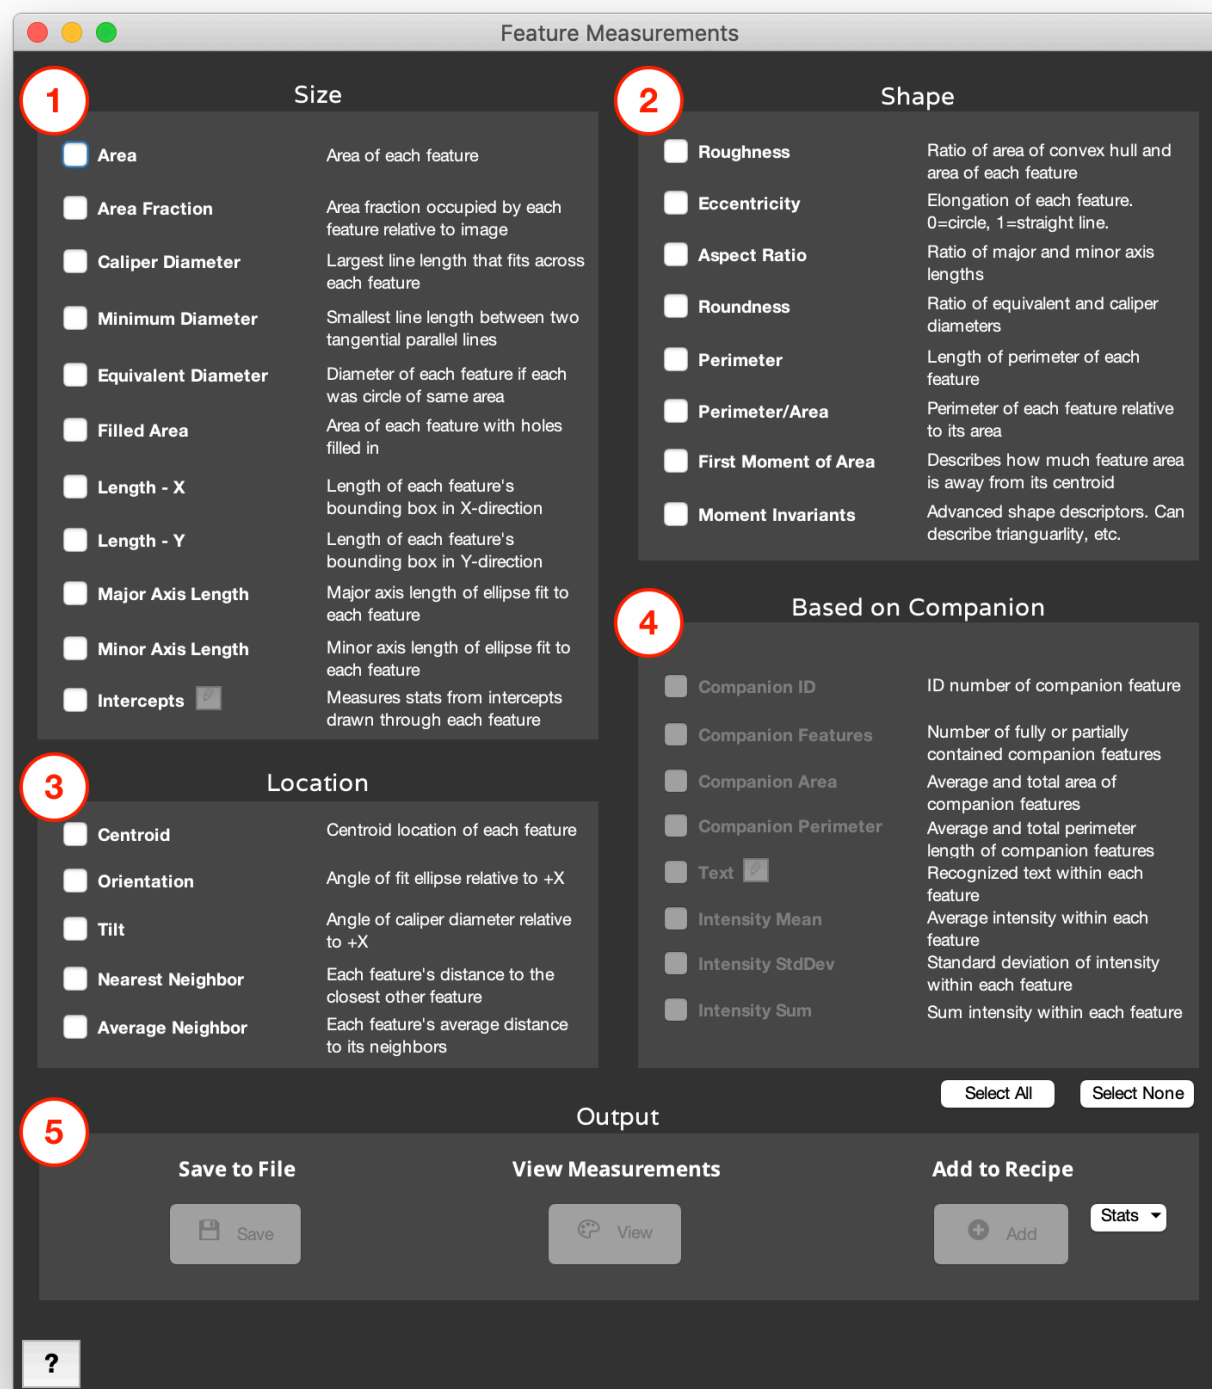 Feature Measurements
1
Size
Area
Area of each feature
Area Fraction
Area fraction occupied by each
feature relative to image
Caliper Diameter
Largest line length that fits across
each feature
Minimum Diameter
Smallest line length between two
tangential parallel lines
Equivalent Diameter
Diameter of each feature if each
was circle of same area
Filled Area
Area of each feature with holes
filled in
Length - X
Length of each feature's
bounding box in X-direction
Length - Y
Length of each feature's
bounding box in Y-direction
Major Axis Length
Major axis length of ellipse fit to
each feature
Minor Axis Length
Minor axis length of ellipse fit to
each feature
Intercepts
Measures stats from intercepts
drawn through each feature
2
Shape
Roughness
Ratio of area of convex hull and
area of each feature
Eccentricity
Elongation of each feature.
0=circle, 1=straight line.
Aspect Ratio
Ratio of major and minor axis
lengths
Roundness
Ratio of equivalent and caliper
diameters
Perimeter
Length of perimeter of each
feature
Perimeter/Area
Perimeter of each feature relative
to its area
First Moment of Area
Describes how much feature area
is away from its centroid
Moment Invariants
Advanced shape descriptors. Can
describe trianguarlity, etc.
3
Location
Centroid
Centroid location of each feature
Orientation
Angle of fit ellipse relative to +X
Tilt
Angle of caliper diameter relative
to +X
Nearest Neighbor
Each feature's distance to the
closest other feature
Average Neighbor
Each feature's average distance
to its neighbors
4
Based on Companion
Companion ID
ID number of companion feature
Companion Features
Number of fully or partially
contained companion features
Companion Area
Average and total area of
companion features
Companion Perimeter
Average and total perimeter
length of companion features
Text
Recognized text within each
feature
Intensity Mean
Average intensity within each
feature
Intensity StdDev
Standard deviation of intensity
within each feature
Intensity Sum
Sum intensity within each feature
Select All
Select None
5
Output
Save to File
View Measurements
Add to Recipe
Save
View
Add
Stats
?